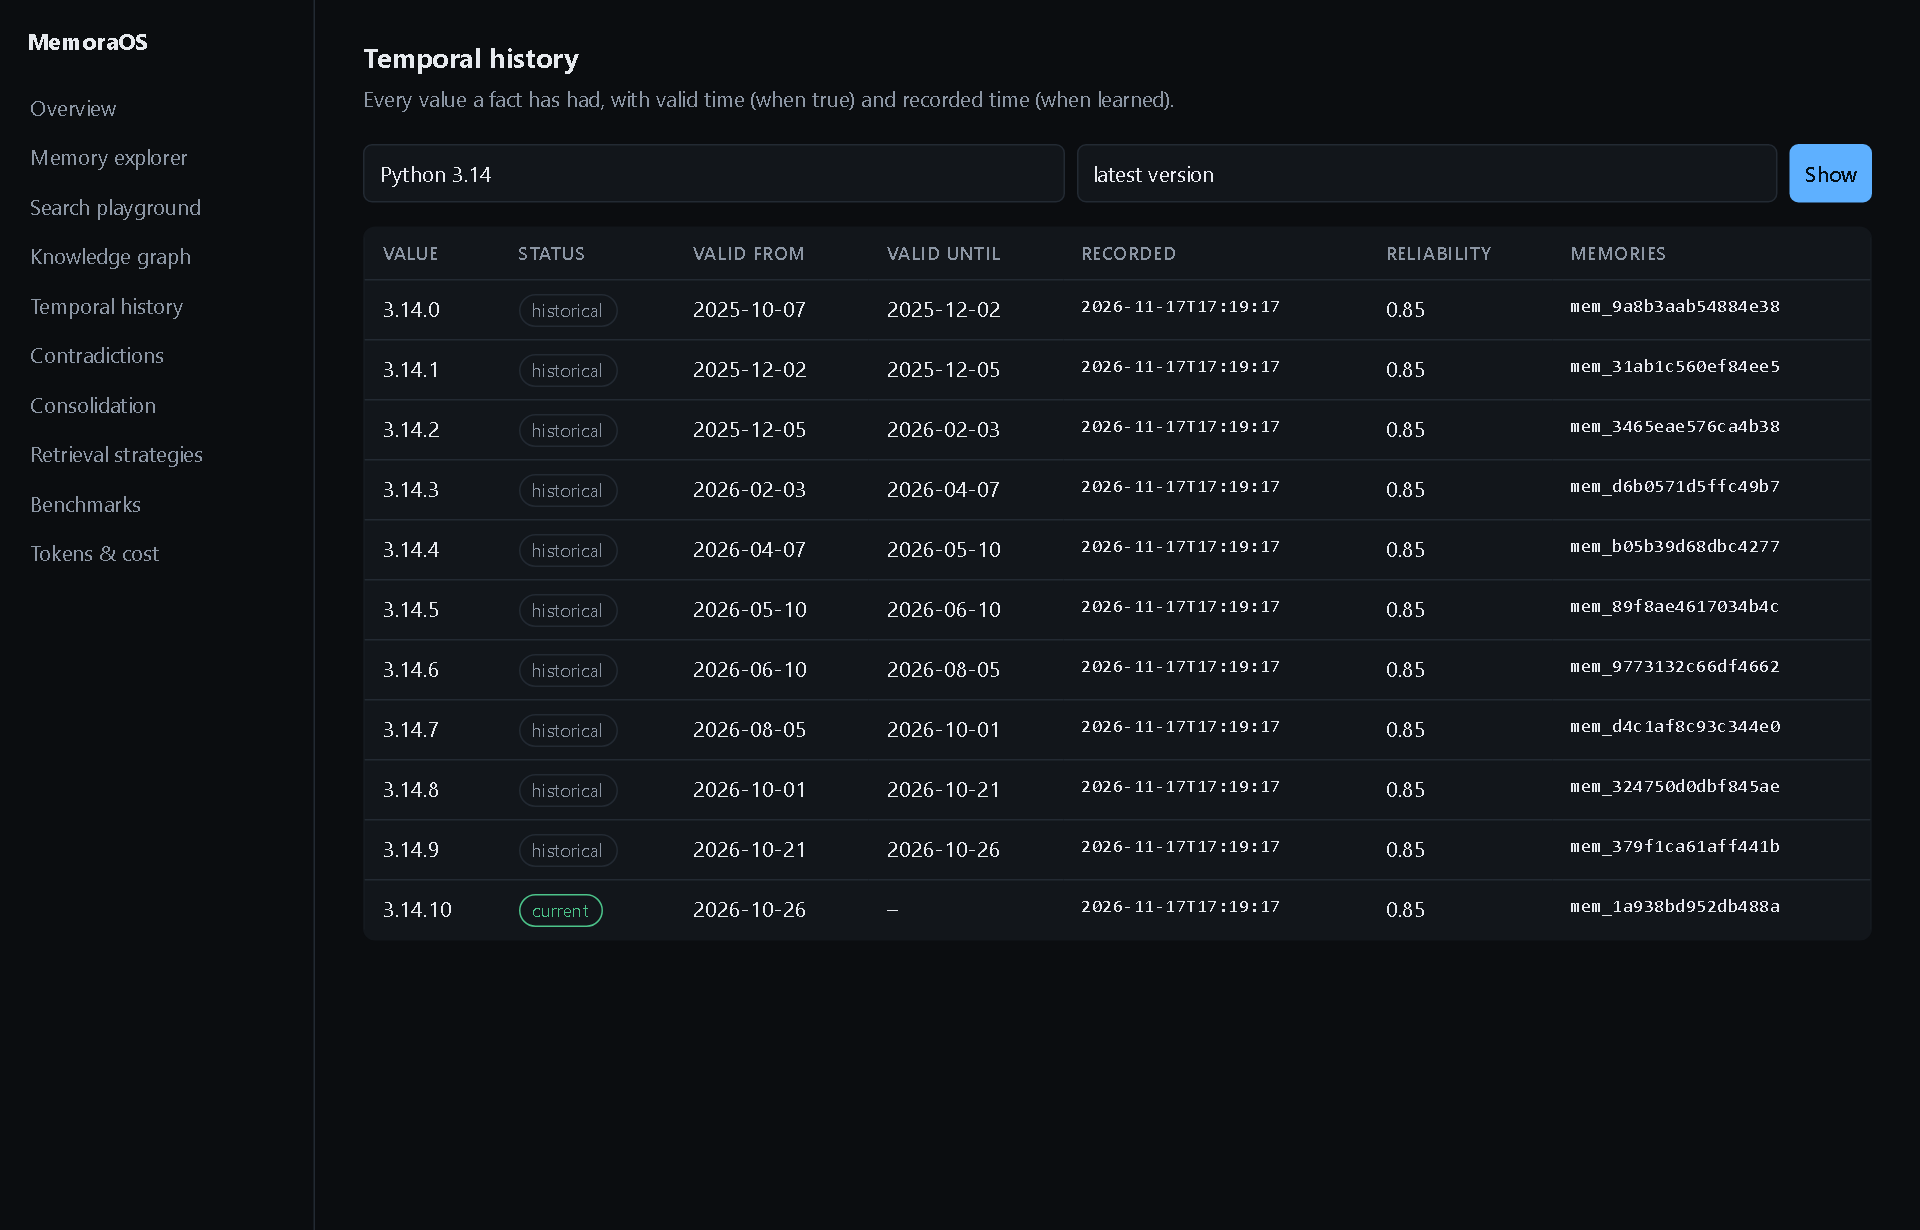 MemoraOS
Overview
Memory explorer
Search playground
Knowledge graph
Temporal history
Contradictions
Consolidation
Retrieval strategies
Benchmarks
Tokens & cost
Temporal history
Every value a fact has had, with valid time (when true) and recorded time (when learned).
Python 3.14 latest version Show
VALUE STATUS VALID FROM VALID UNTIL RECORDED RELIABILITY MEMORIES
3.14.0 historical 2025-10-07 2025-12-02 2026-11-17T17:19:17 0.85 mem_9a8b3aab54884e38
3.14.1 historical 2025-12-02 2025-12-05 2026-11-17T17:19:17 0.85 mem_31ab1c560ef84ee5
3.14.2 historical 2025-12-05 2026-02-03 2026-11-17T17:19:17 0.85 mem_3465eae576ca4b38
3.14.3 historical 2026-02-03 2026-04-07 2026-11-17T17:19:17 0.85 mem_d6b0571d5ffc49b7
3.14.4 historical 2026-04-07 2026-05-10 2026-11-17T17:19:17 0.85 mem_b05b39d68dbc4277
3.14.5 historical 2026-05-10 2026-06-10 2026-11-17T17:19:17 0.85 mem_89f8ae4617034b4c
3.14.6 historical 2026-06-10 2026-08-05 2026-11-17T17:19:17 0.85 mem_9773132c66df4662
3.14.7 historical 2026-08-05 2026-10-01 2026-11-17T17:19:17 0.85 mem_d4c1af8c93c344e0
3.14.8 historical 2026-10-01 2026-10-21 2026-11-17T17:19:17 0.85 mem_324750d0dbf845ae
3.14.9 historical 2026-10-21 2026-10-26 2026-11-17T17:19:17 0.85 mem_379f1ca61aff441b
3.14.10 current 2026-10-26 – 2026-11-17T17:19:17 0.85 mem_1a938bd952db488a